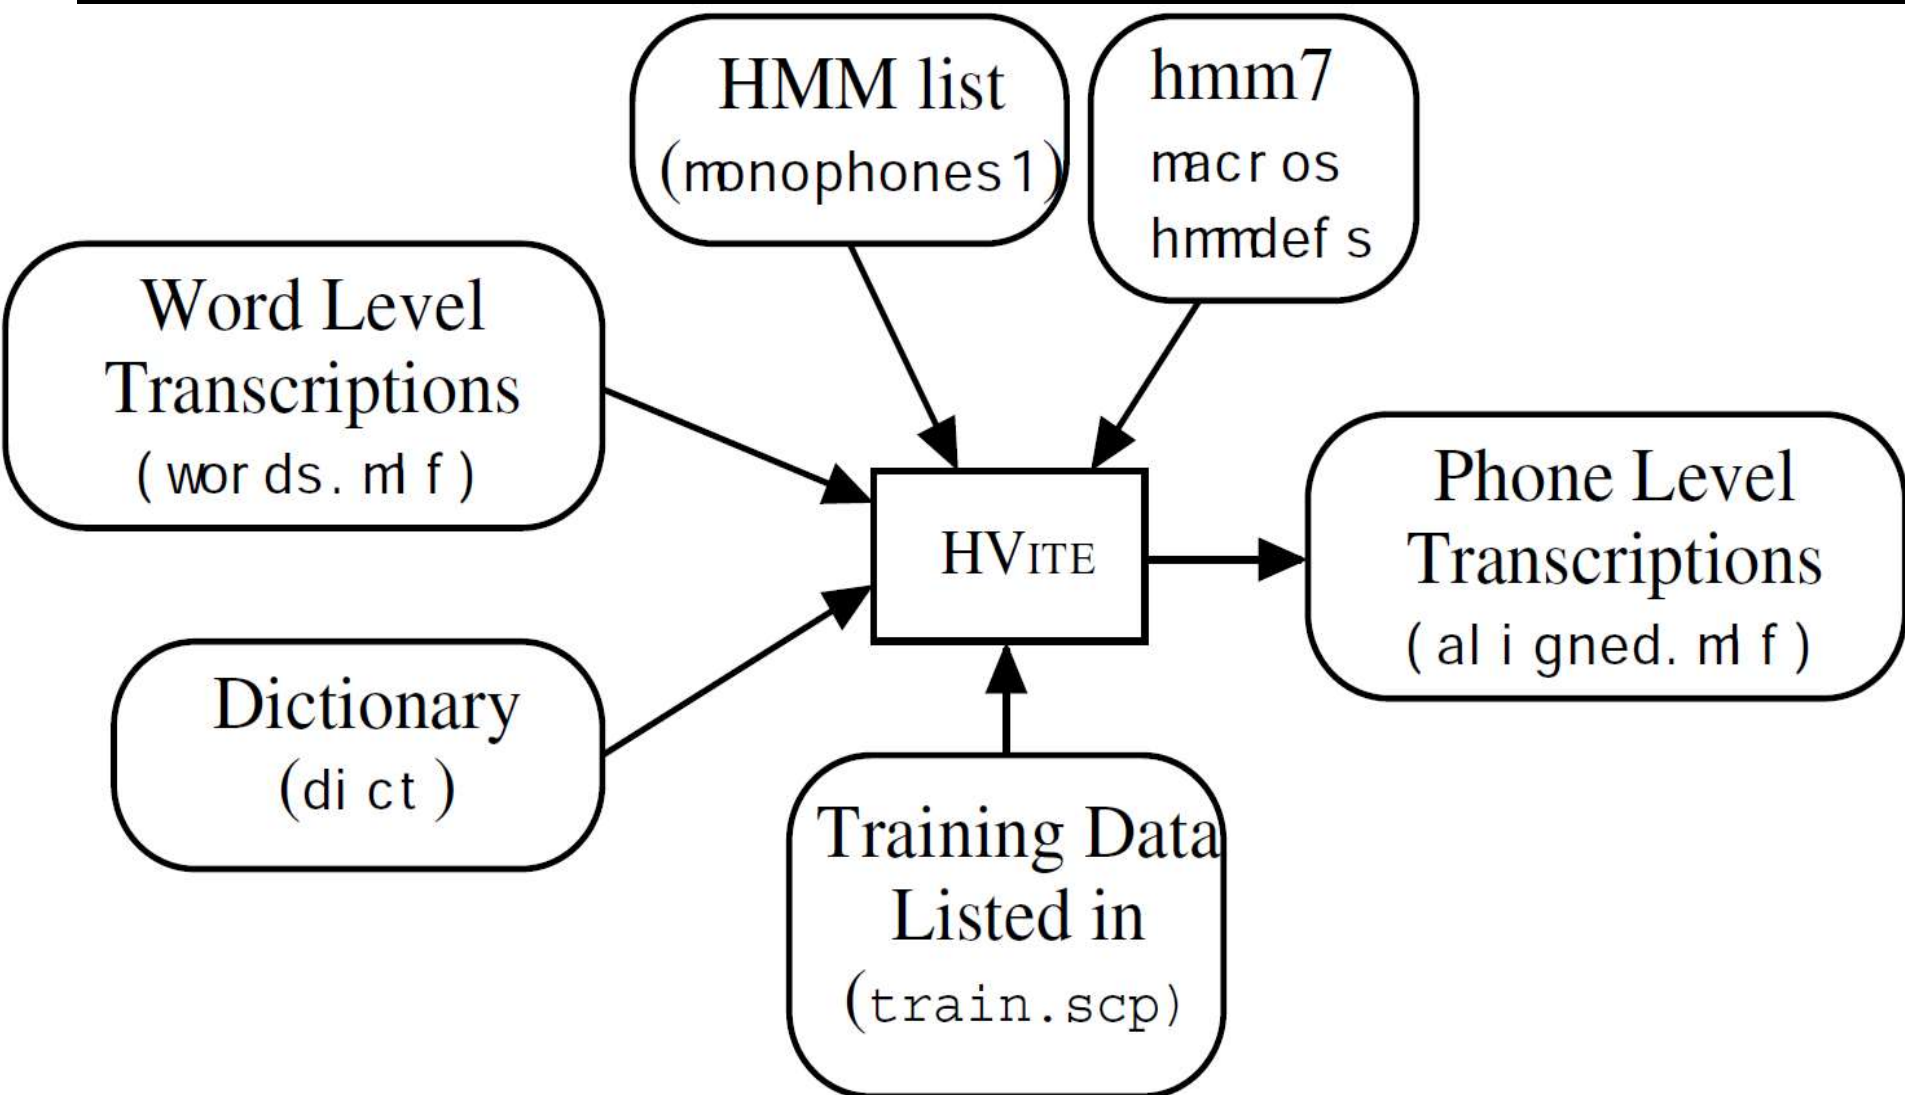 HMM list
(monophones1)
hmm7
macros
hmmdefs
Word Level
Transcriptions
(words.mlf)
HVITE
Phone Level
Transcriptions
(aligned.mlf)
Dictionary
(dict)
Training Data
Listed in
(train.scp)